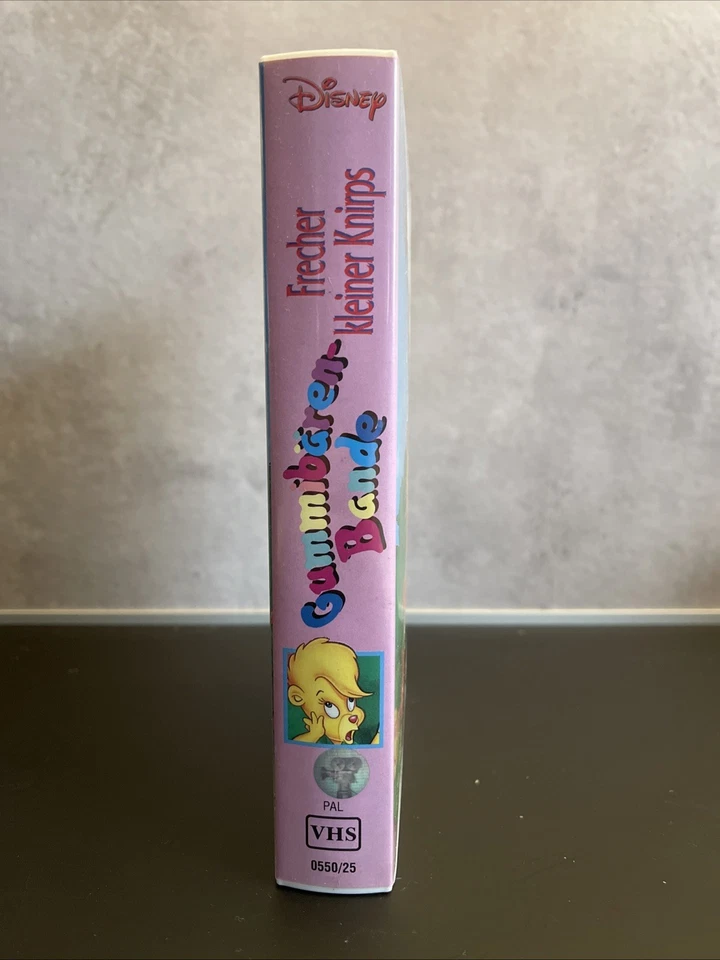 Disney
Frecher
kleiner Knirps
Gummibären-
Bande
PAL
VHS
0550/25